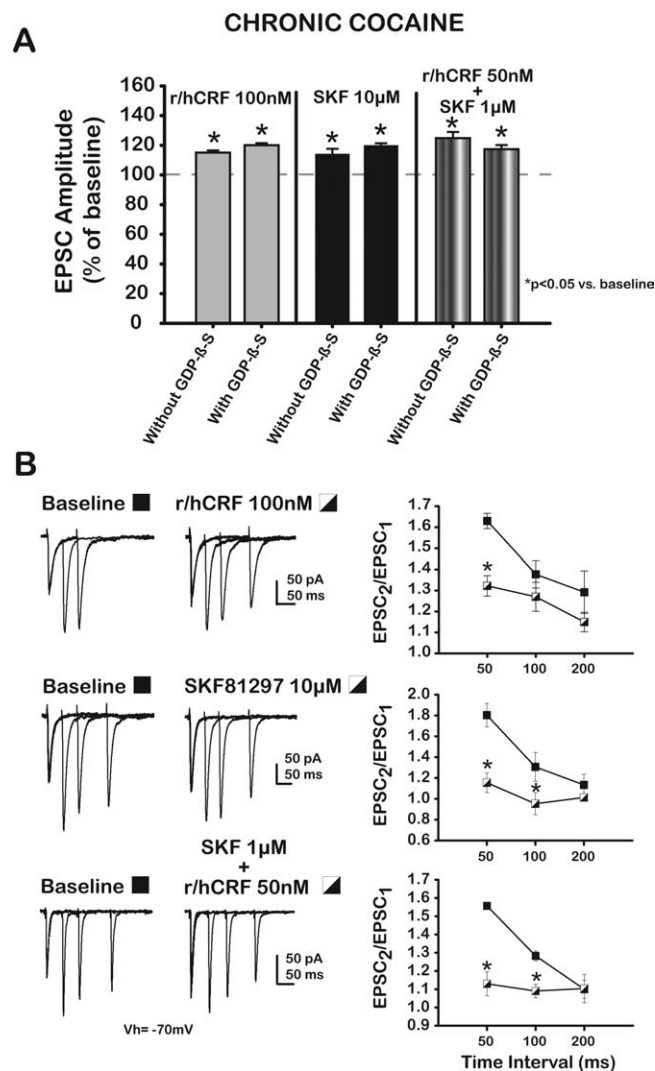 CHRONIC COCAINE
A
r/hCRF 100nM
SKF 10µM
r/hCRF 50nM
+
SKF 1µM
* * * * * *
EPSC Amplitude
(% of baseline)
160
140
120
100
80
60
40
20
0
*p<0.05 vs. baseline
Without GDP-ß-S
With GDP-ß-S
Without GDP-ß-S
With GDP-ß-S
Without GDP-ß-S
With GDP-ß-S
B
Baseline
r/hCRF 100nM
50 pA
50 ms
EPSC2/EPSC1
1.7
1.6
1.5
1.4
1.3
1.2
1.1
1.0
*
50 100 200
Baseline
SKF81297 10µM
50 pA
50 ms
EPSC2/EPSC1
2.0
1.8
1.6
1.4
1.2
1.0
0.8
0.6
* *
50 100 200
SKF 1µM
+
Baseline
r/hCRF 50nM
50 pA
50 ms
Vh= -70mV
EPSC2/EPSC1
1.7
1.6
1.5
1.4
1.3
1.2
1.1
1.0
0.9
* *
50 100 200
Time Interval (ms)